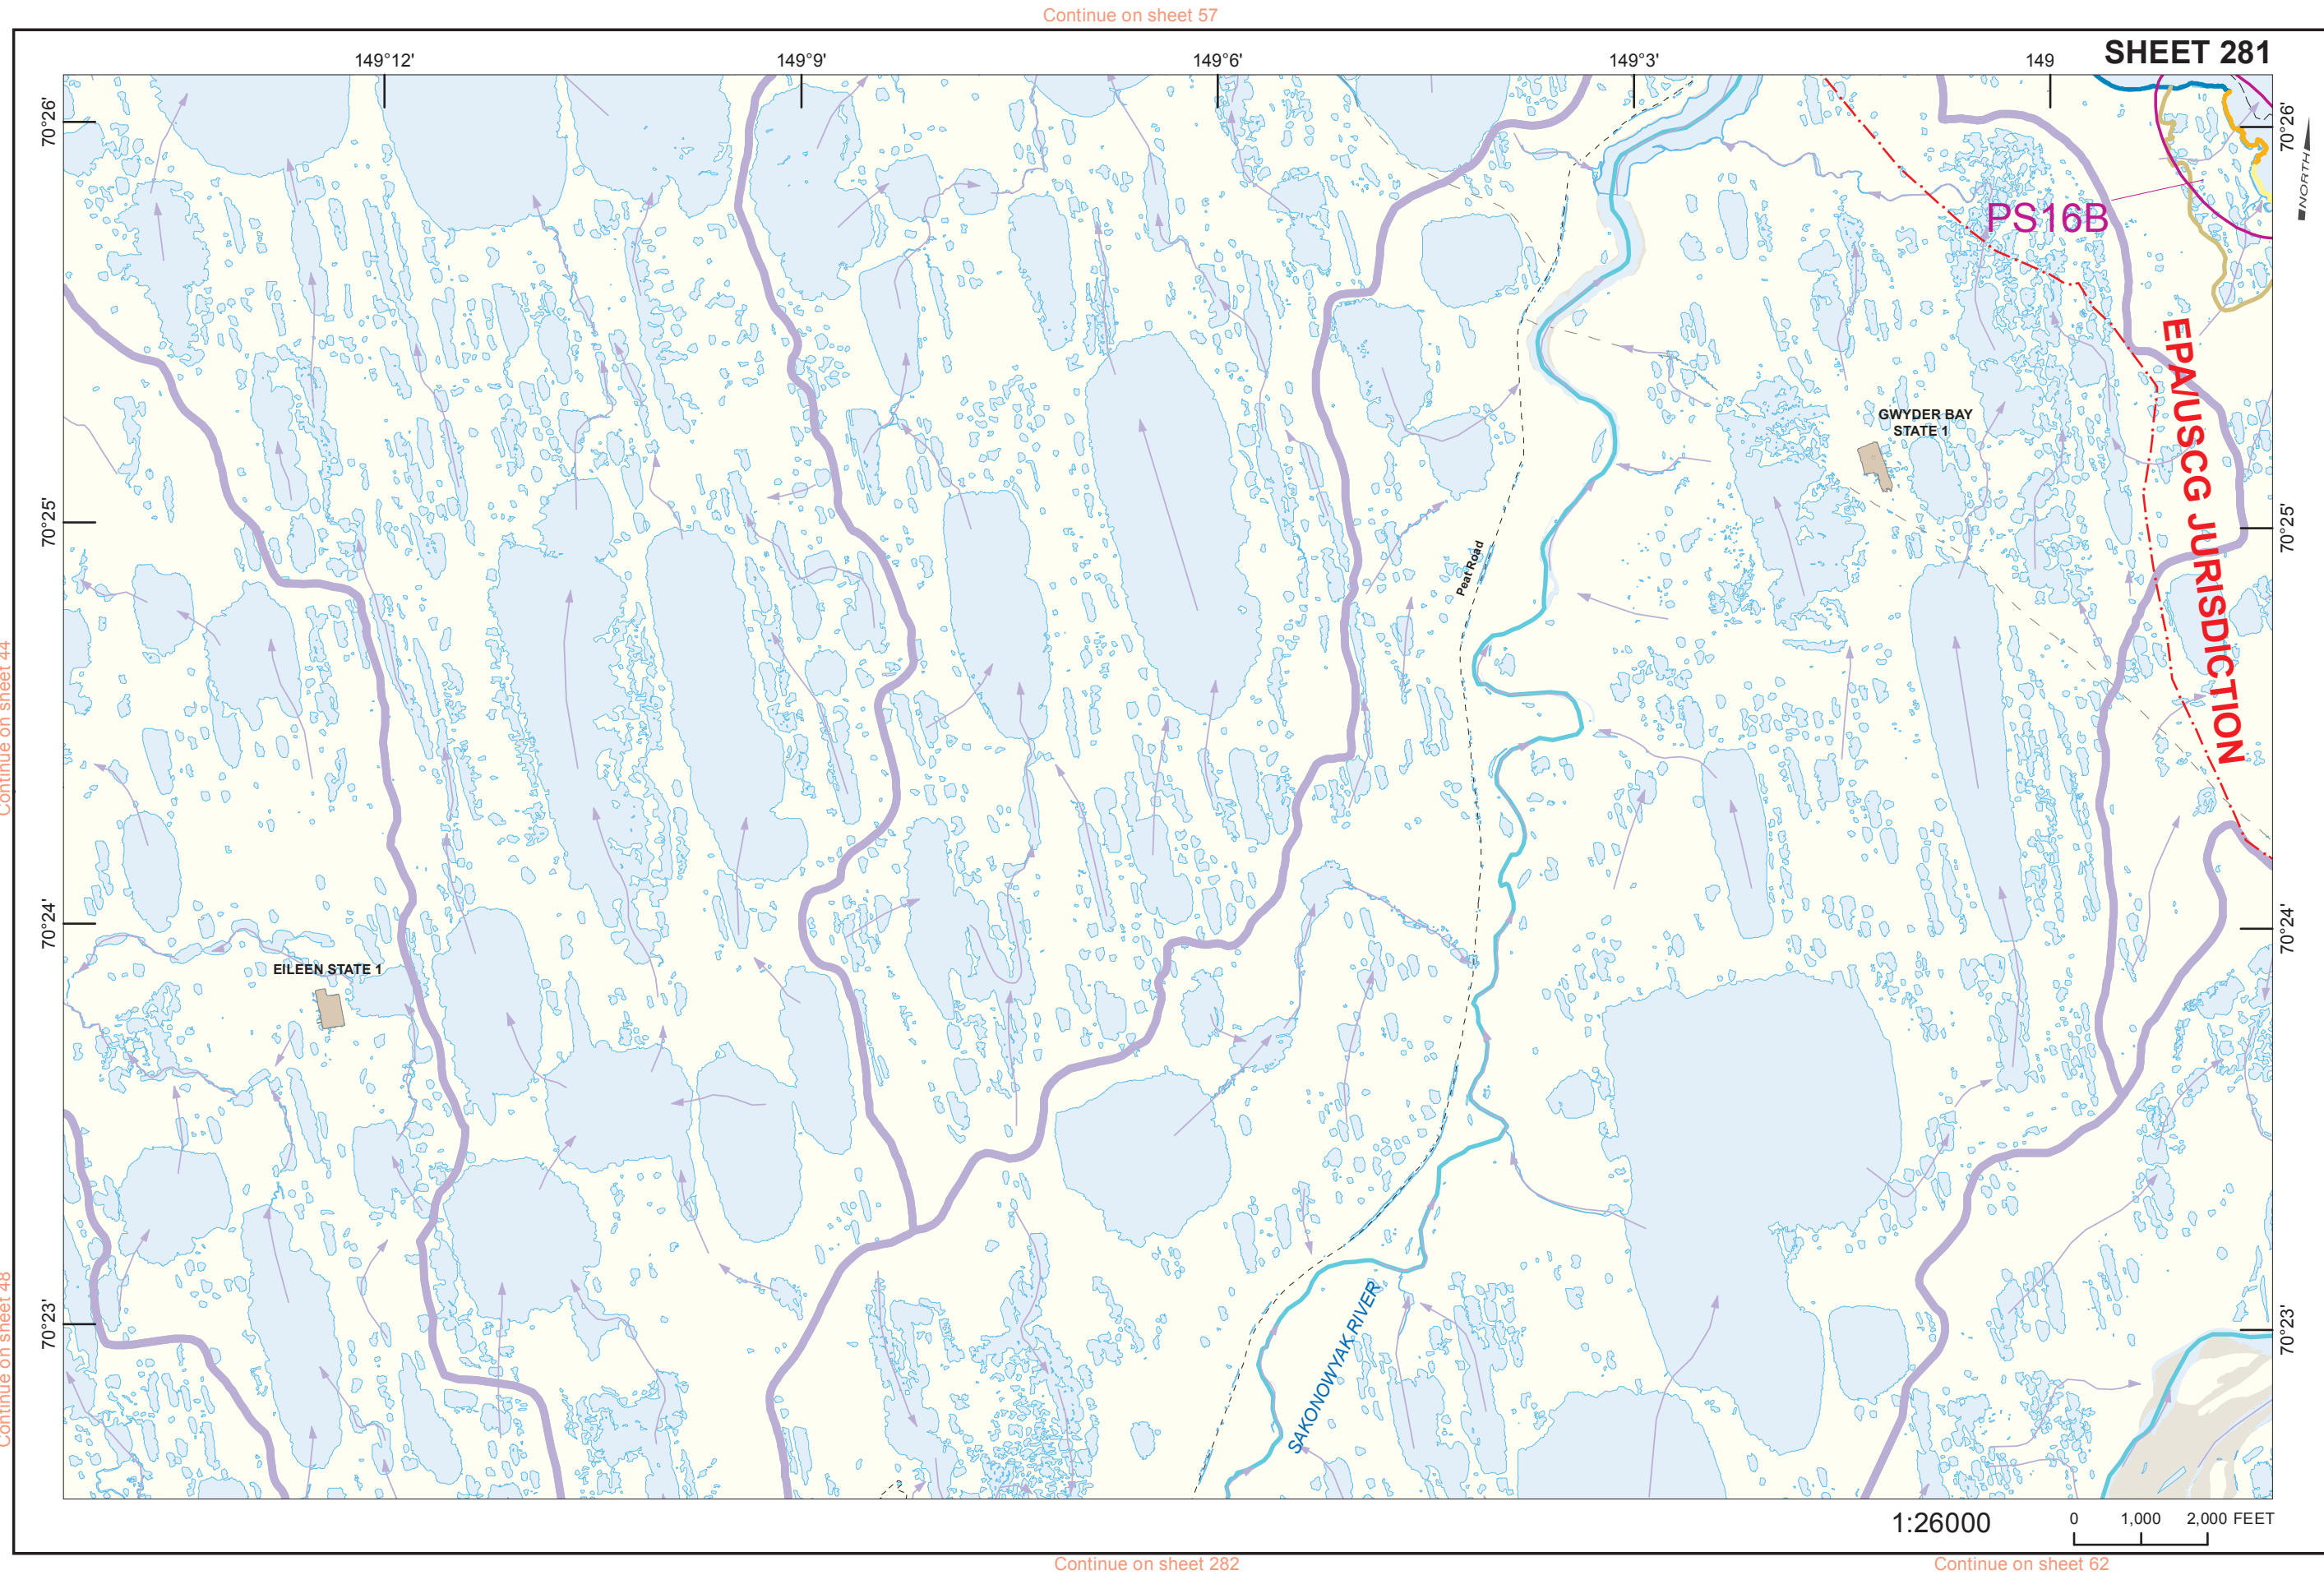 Continue on sheet 57
SHEET 281
149°12'
149°9'
149°6'
149°3'
149
70°26'
70°26'
NORTH
PS16B
EPA/USCG JURISDICTION
GWYDER BAY
STATE 1
70°25'
70°25'
Peat Road
Continue on sheet 44
70°24'
70°24'
EILEEN STATE 1
Continue on sheet 48
70°23'
70°23'
SAKONOWYAK RIVER
1:26000
0 1,000 2,000 FEET
Continue on sheet 282
Continue on sheet 62